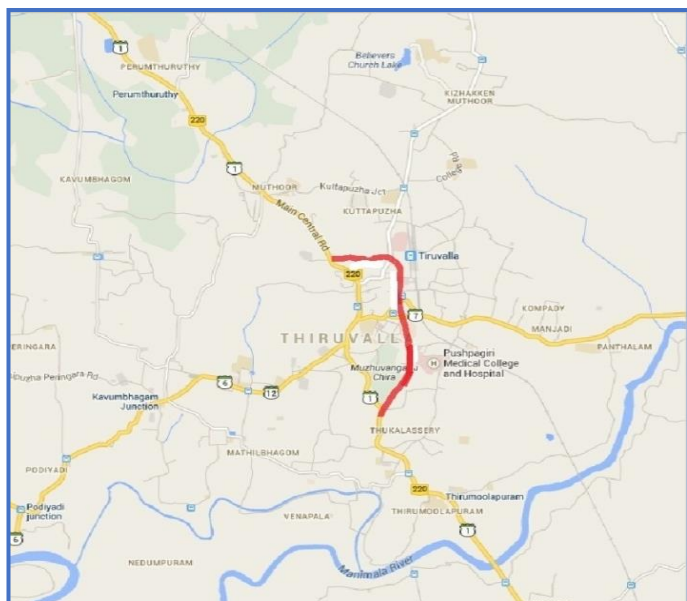 1
PERUMTHURUTHY
Perumthuruthy
Believers
Church Lake
KIZHAKKEN
MUTHOOR
220
1
KAVUMBHAGOM
MUTHOOR
Kuttapuzha Jct
KUTTAPUZHA
Main Central Rd
Tiruvalla
220
7
KOMPADY
MANJADI
PANTHALAM
THIRUVALLA
Pushpagiri
Medical College
and Hospital
H
Muzhuvangadu
Chira
6
12
1
Kavumbhagam
Junction
THUKALASSERY
MATHILBHAGOM
PODIYADI
Podiyadi
junction
6
220
Thirumoolapuram
THIRUMOOLAPURAM
1
VENAPALA
NEDUMPURAM
Manimala River